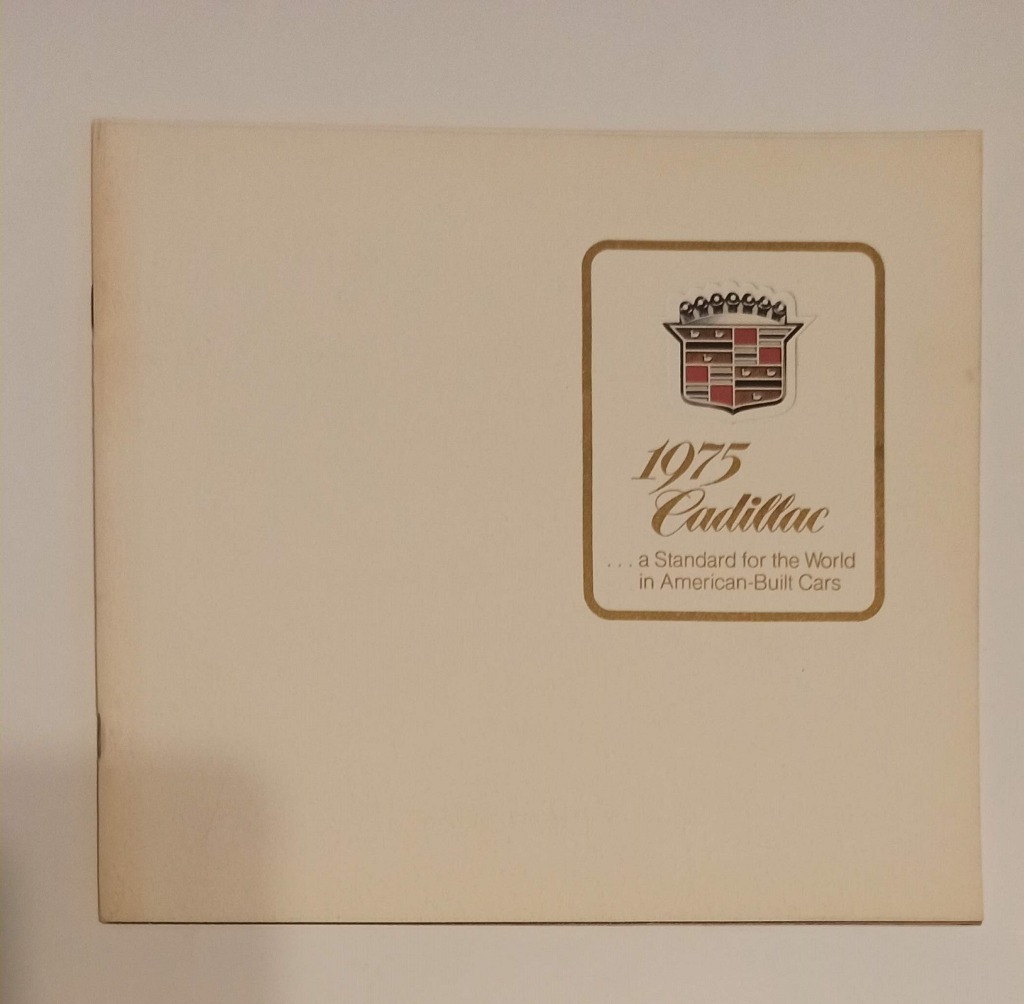 1975
Cadillac
...a Standard for the World
in American-Built Cars